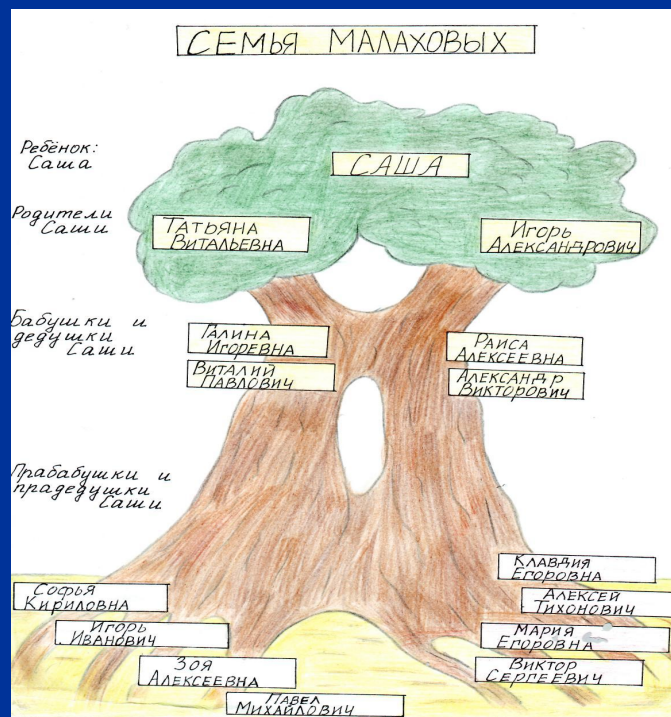 СЕМЬЯ МАЛАХОВЫХ
Ребёнок:
Саша
САША
Родители
Саши
ТАТЬЯНА
ВИТАЛЬЕВНА
ИГОРЬ
АЛЕКСАНДРОВИЧ
Бабушки и
дедушки
Саши
ГАЛИНА
ИГОРЕВНА
ВИТАЛИЙ
ПАВЛОВИЧ
РАИСА
АЛЕКСЕЕВНА
АЛЕКСАНДР
ВИКТОРОВИЧ
Прабабушки и
прадедушки
Саши
СОФЬЯ
КИРИЛОВНА
ИГОРЬ
ИВАНОВИЧ
ЗОЯ
АЛЕКСЕЕВНА
ПАВЕЛ
МИХАЙЛОВИЧ
КЛАВДИЯ
ЕГОРОВНА
АЛЕКСЕЙ
ТИХОНОВИЧ
МАРИЯ
ЕГОРОВНА
ВИКТОР
СЕРГЕЕВИЧ